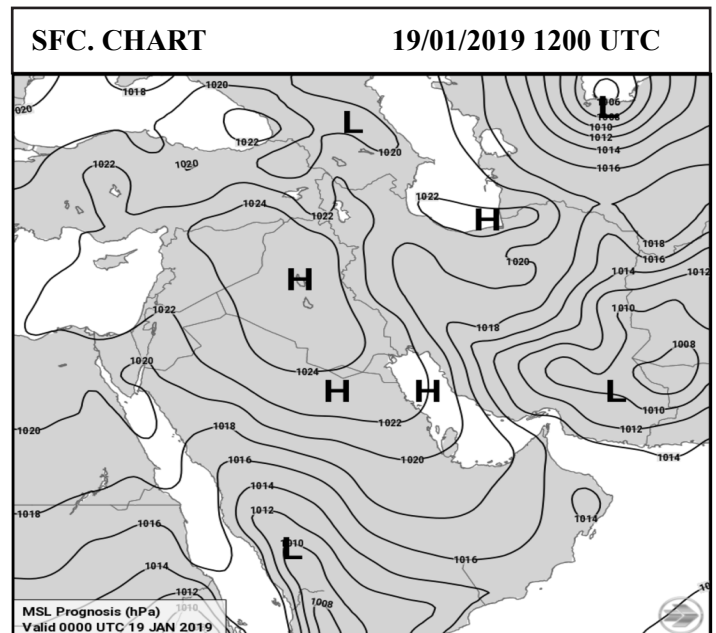 SFC. CHART 19/01/2019 1200 UTC
1018 1020 1006
020 L L 1008
1010
1022 1012
1020 1014
1022 1020 1016
1024 1022 1022 H
1018
1020 1016
H 1014 1012
1022 1010
1018
1020 1008
1024
1020 H H L
1022 1010
1018 1012
1016 1020 1014
1014
1018 1012
1016 L 1010 1014
1014 1016
1012
1010 1008
MSL Prognosis (hPa)
Valid 0000 UTC 19 JAN 2019